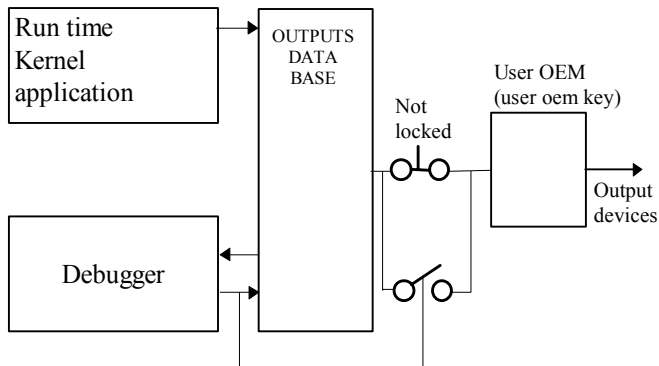 Run time
Kernel
application
OUTPUTS
DATA
BASE
Not
locked
User OEM
(user oem key)
Output
devices
Debugger